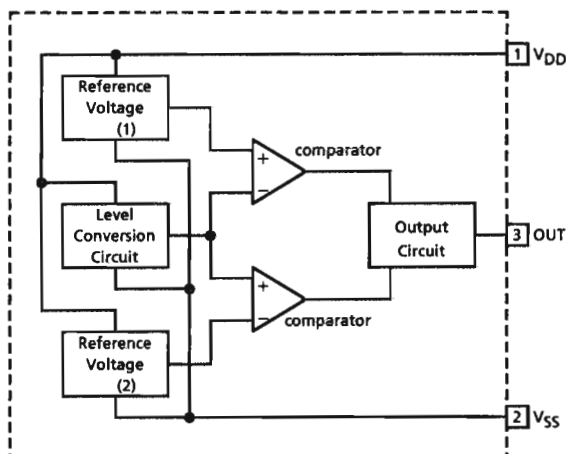 1 VDD
Reference
Voltage
(1)
+
−
comparator
Level
Conversion
Circuit
Output
Circuit
3 OUT
+
−
comparator
Reference
Voltage
(2)
2 VSS